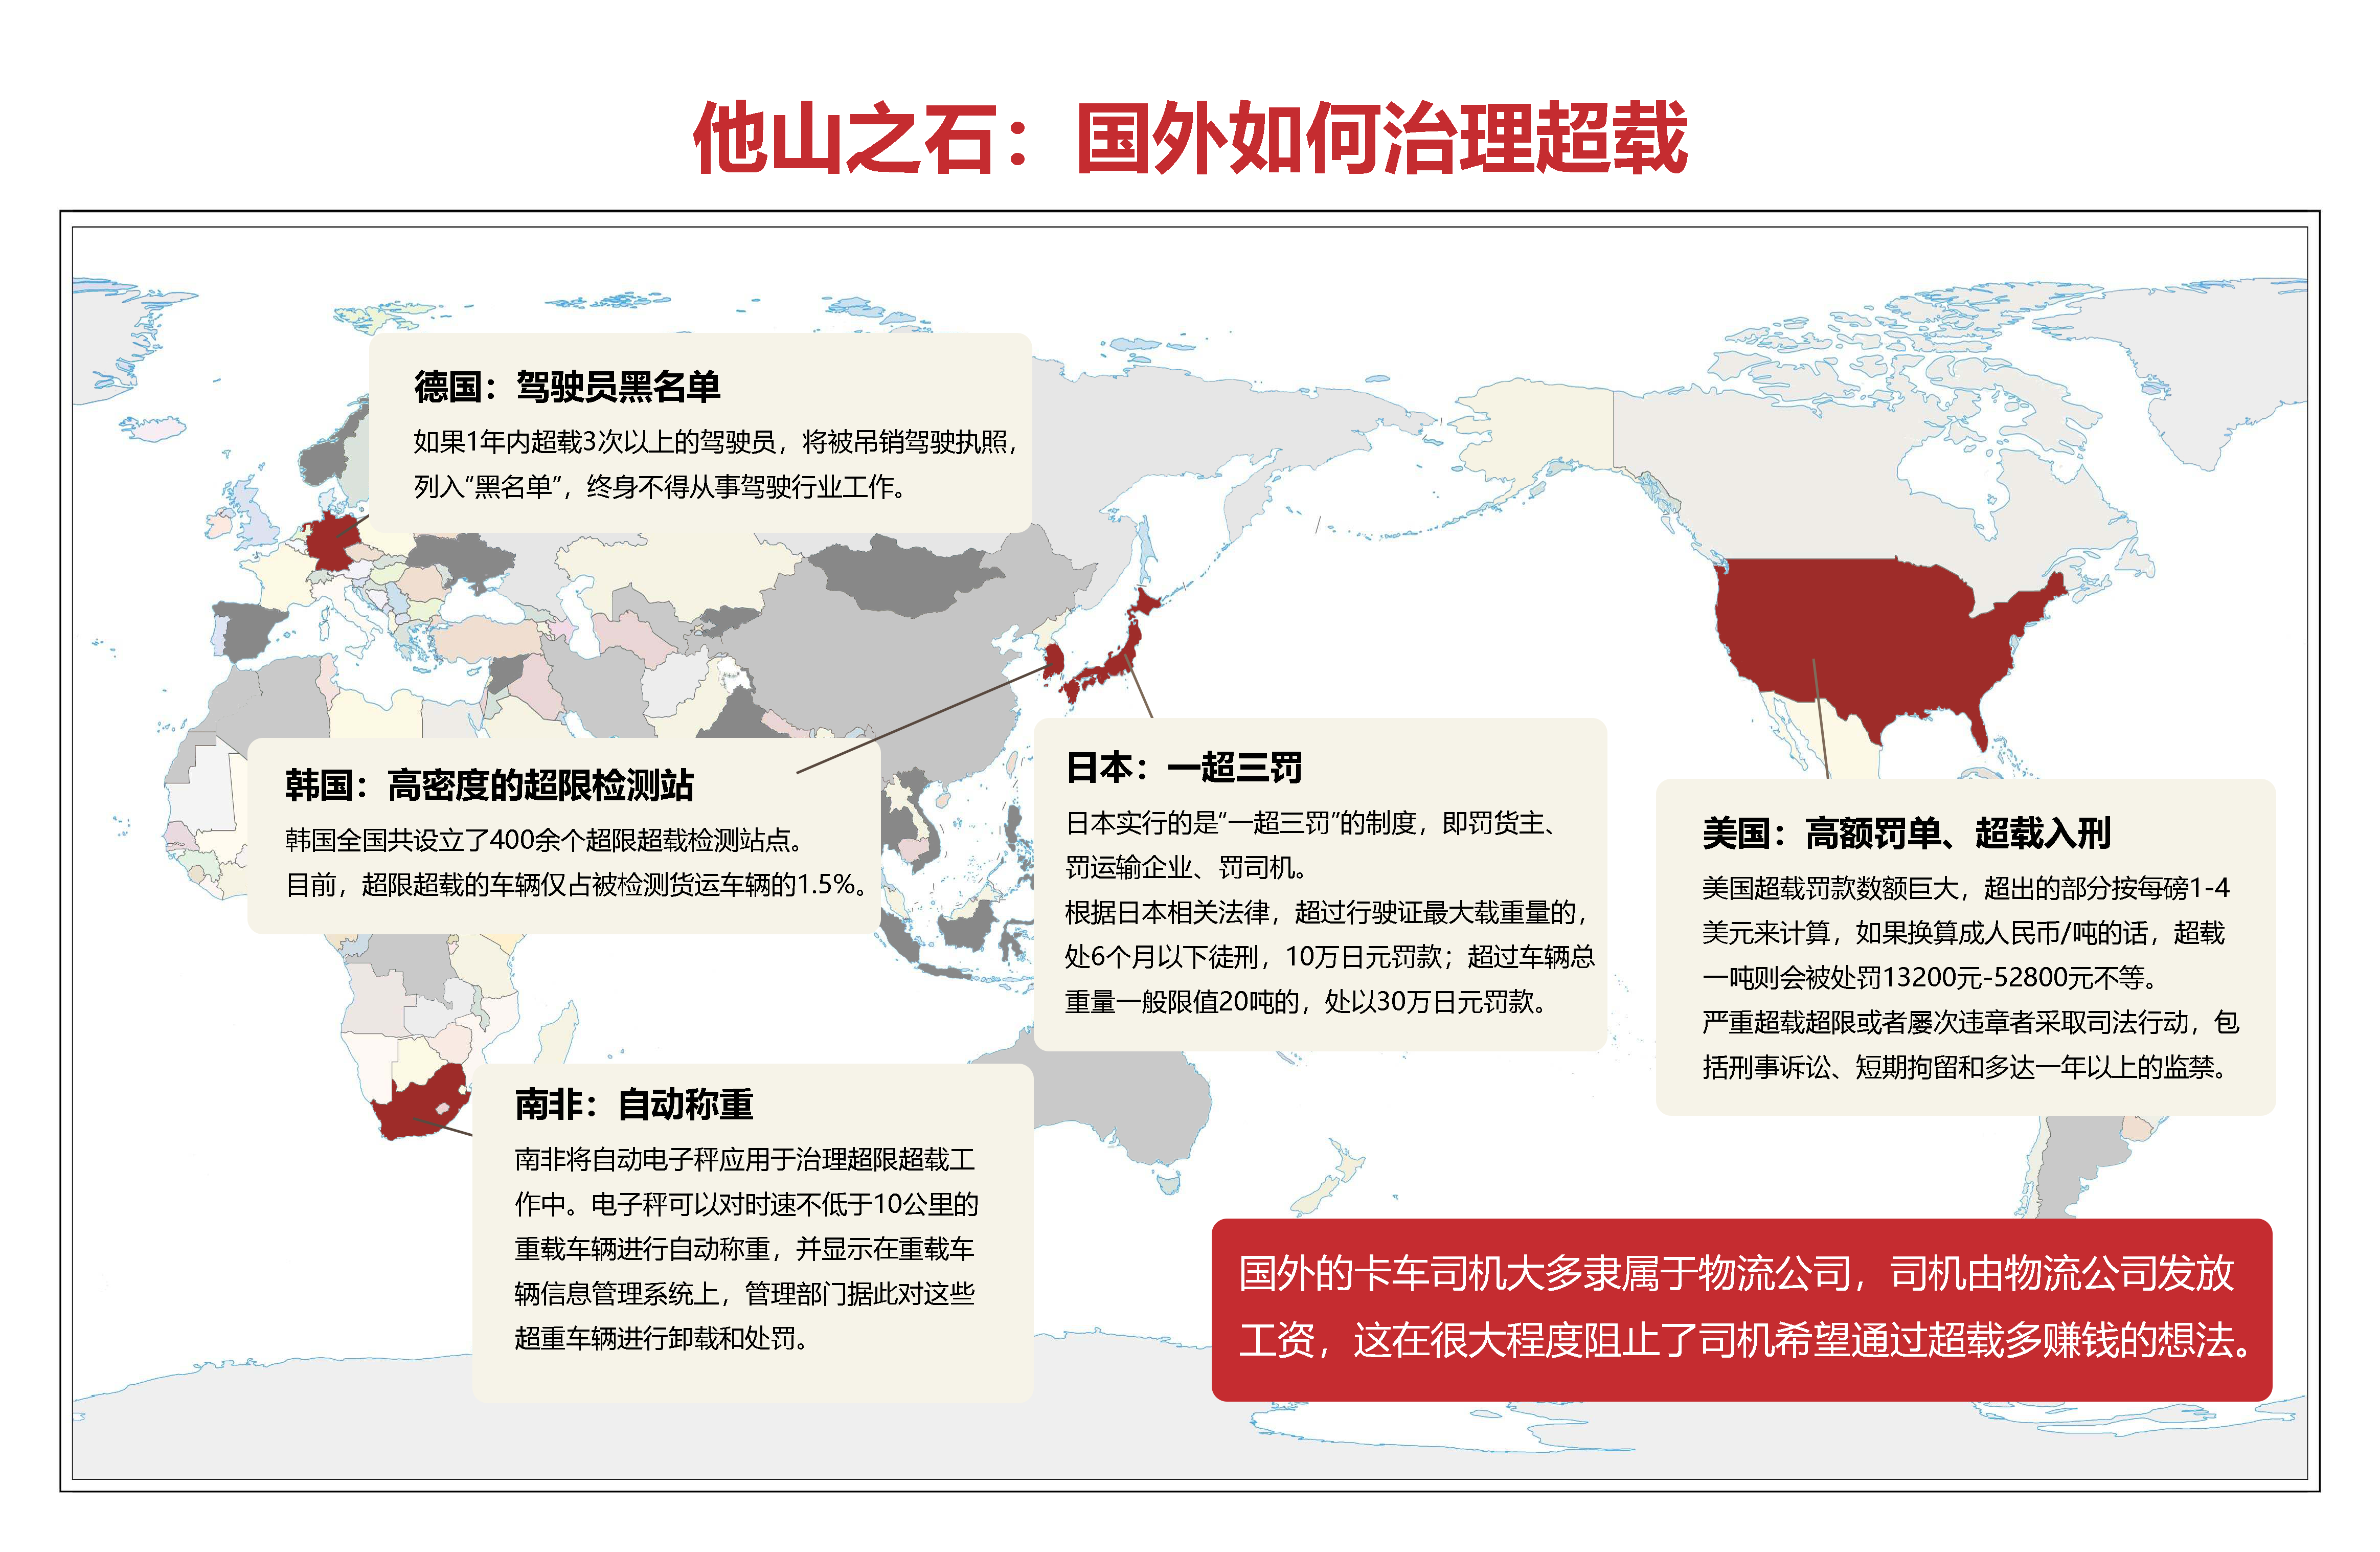 他山之石：国外如何治理超载
德国：驾驶员黑名单
如果1年内超载3次以上的驾驶员，将被吊销驾驶执照，
列入“黑名单”，终身不得从事驾驶行业工作。
韩国：高密度的超限检测站
韩国全国共设立了400余个超限超载检测站点。
目前，超限超载的车辆仅占被检测货运车辆的1.5%。
日本：一超三罚
日本实行的是“一超三罚”的制度，即罚货主、
罚运输企业、罚司机。
根据日本相关法律，超过行驶证最大载重量的，
处6个月以下徒刑，10万日元罚款；超过车辆总
重量一般限值20吨的，处以30万日元罚款。
美国：高额罚单、超载入刑
美国超载罚款数额巨大，超出的部分按每磅1-4
美元来计算，如果换算成人民币/吨的话，超载
一吨则会被处罚13200元-52800元不等。
严重超载超限或者屡次违章者采取司法行动，包
括刑事诉讼、短期拘留和多达一年以上的监禁。
南非：自动称重
南非将自动电子秤应用于治理超限超载工
作中。电子秤可以对时速不低于10公里的
重载车辆进行自动称重，并显示在重载车
辆信息管理系统上，管理部门据此对这些
超重车辆进行卸载和处罚。
国外的卡车司机大多隶属于物流公司，司机由物流公司发放
工资，这在很大程度阻止了司机希望通过超载多赚钱的想法。